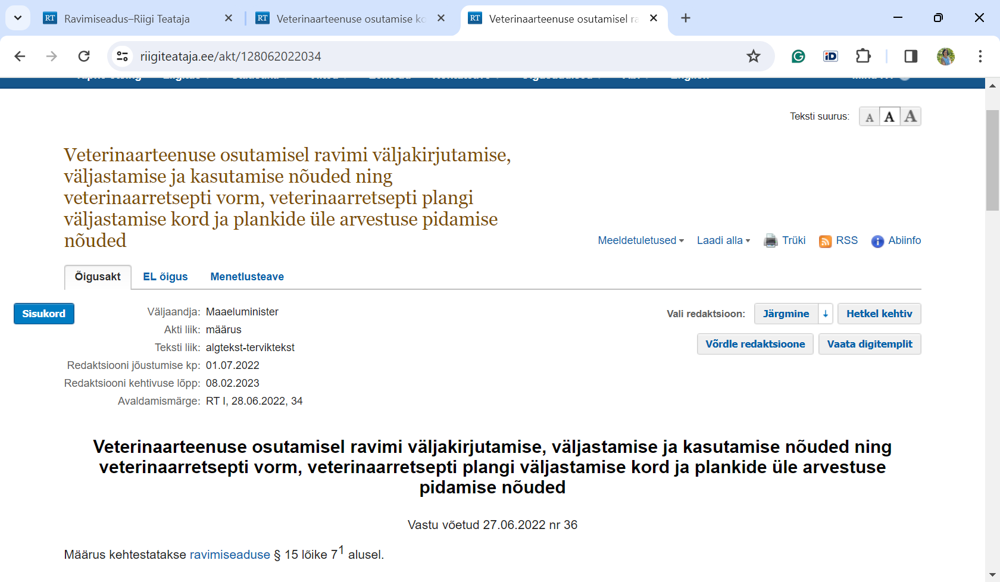 Ravimiseadus–Riigi Teataja
Veterinaarteenuse osutamise ko
Veterinaarteenuse osutamisel ra
riigiteataja.ee/akt/128062022034
Teksti suurus: A A A
Veterinaarteenuse osutamisel ravimi väljakirjutamise,
väljastamise ja kasutamise nõuded ning
veterinaarretsepti vorm, veterinaarretsepti plangi
väljastamise kord ja plankide üle arvestuse pidamise
nõuded
Meeldetuletused Laadi alla Trüki RSS Abiinfo
Õigusakt EL õigus Menetlusteave
Sisukord
Väljaandja: Maaeluminister
Akti liik: määrus
Teksti liik: algtekst-terviktekst
Redaktsiooni jõustumise kp: 01.07.2022
Redaktsiooni kehtivuse lõpp: 08.02.2023
Avaldamismärge: RT I, 28.06.2022, 34
Vali redaktsioon: Järgmine ↓ Hetkel kehtiv
Võrdle redaktsioone Vaata digitemplit
Veterinaarteenuse osutamisel ravimi väljakirjutamise, väljastamise ja kasutamise nõuded ning
veterinaarretsepti vorm, veterinaarretsepti plangi väljastamise kord ja plankide üle arvestuse
pidamise nõuded
Vastu võetud 27.06.2022 nr 36
Määrus kehtestatakse ravimiseaduse § 15 lõike 7¹ alusel.